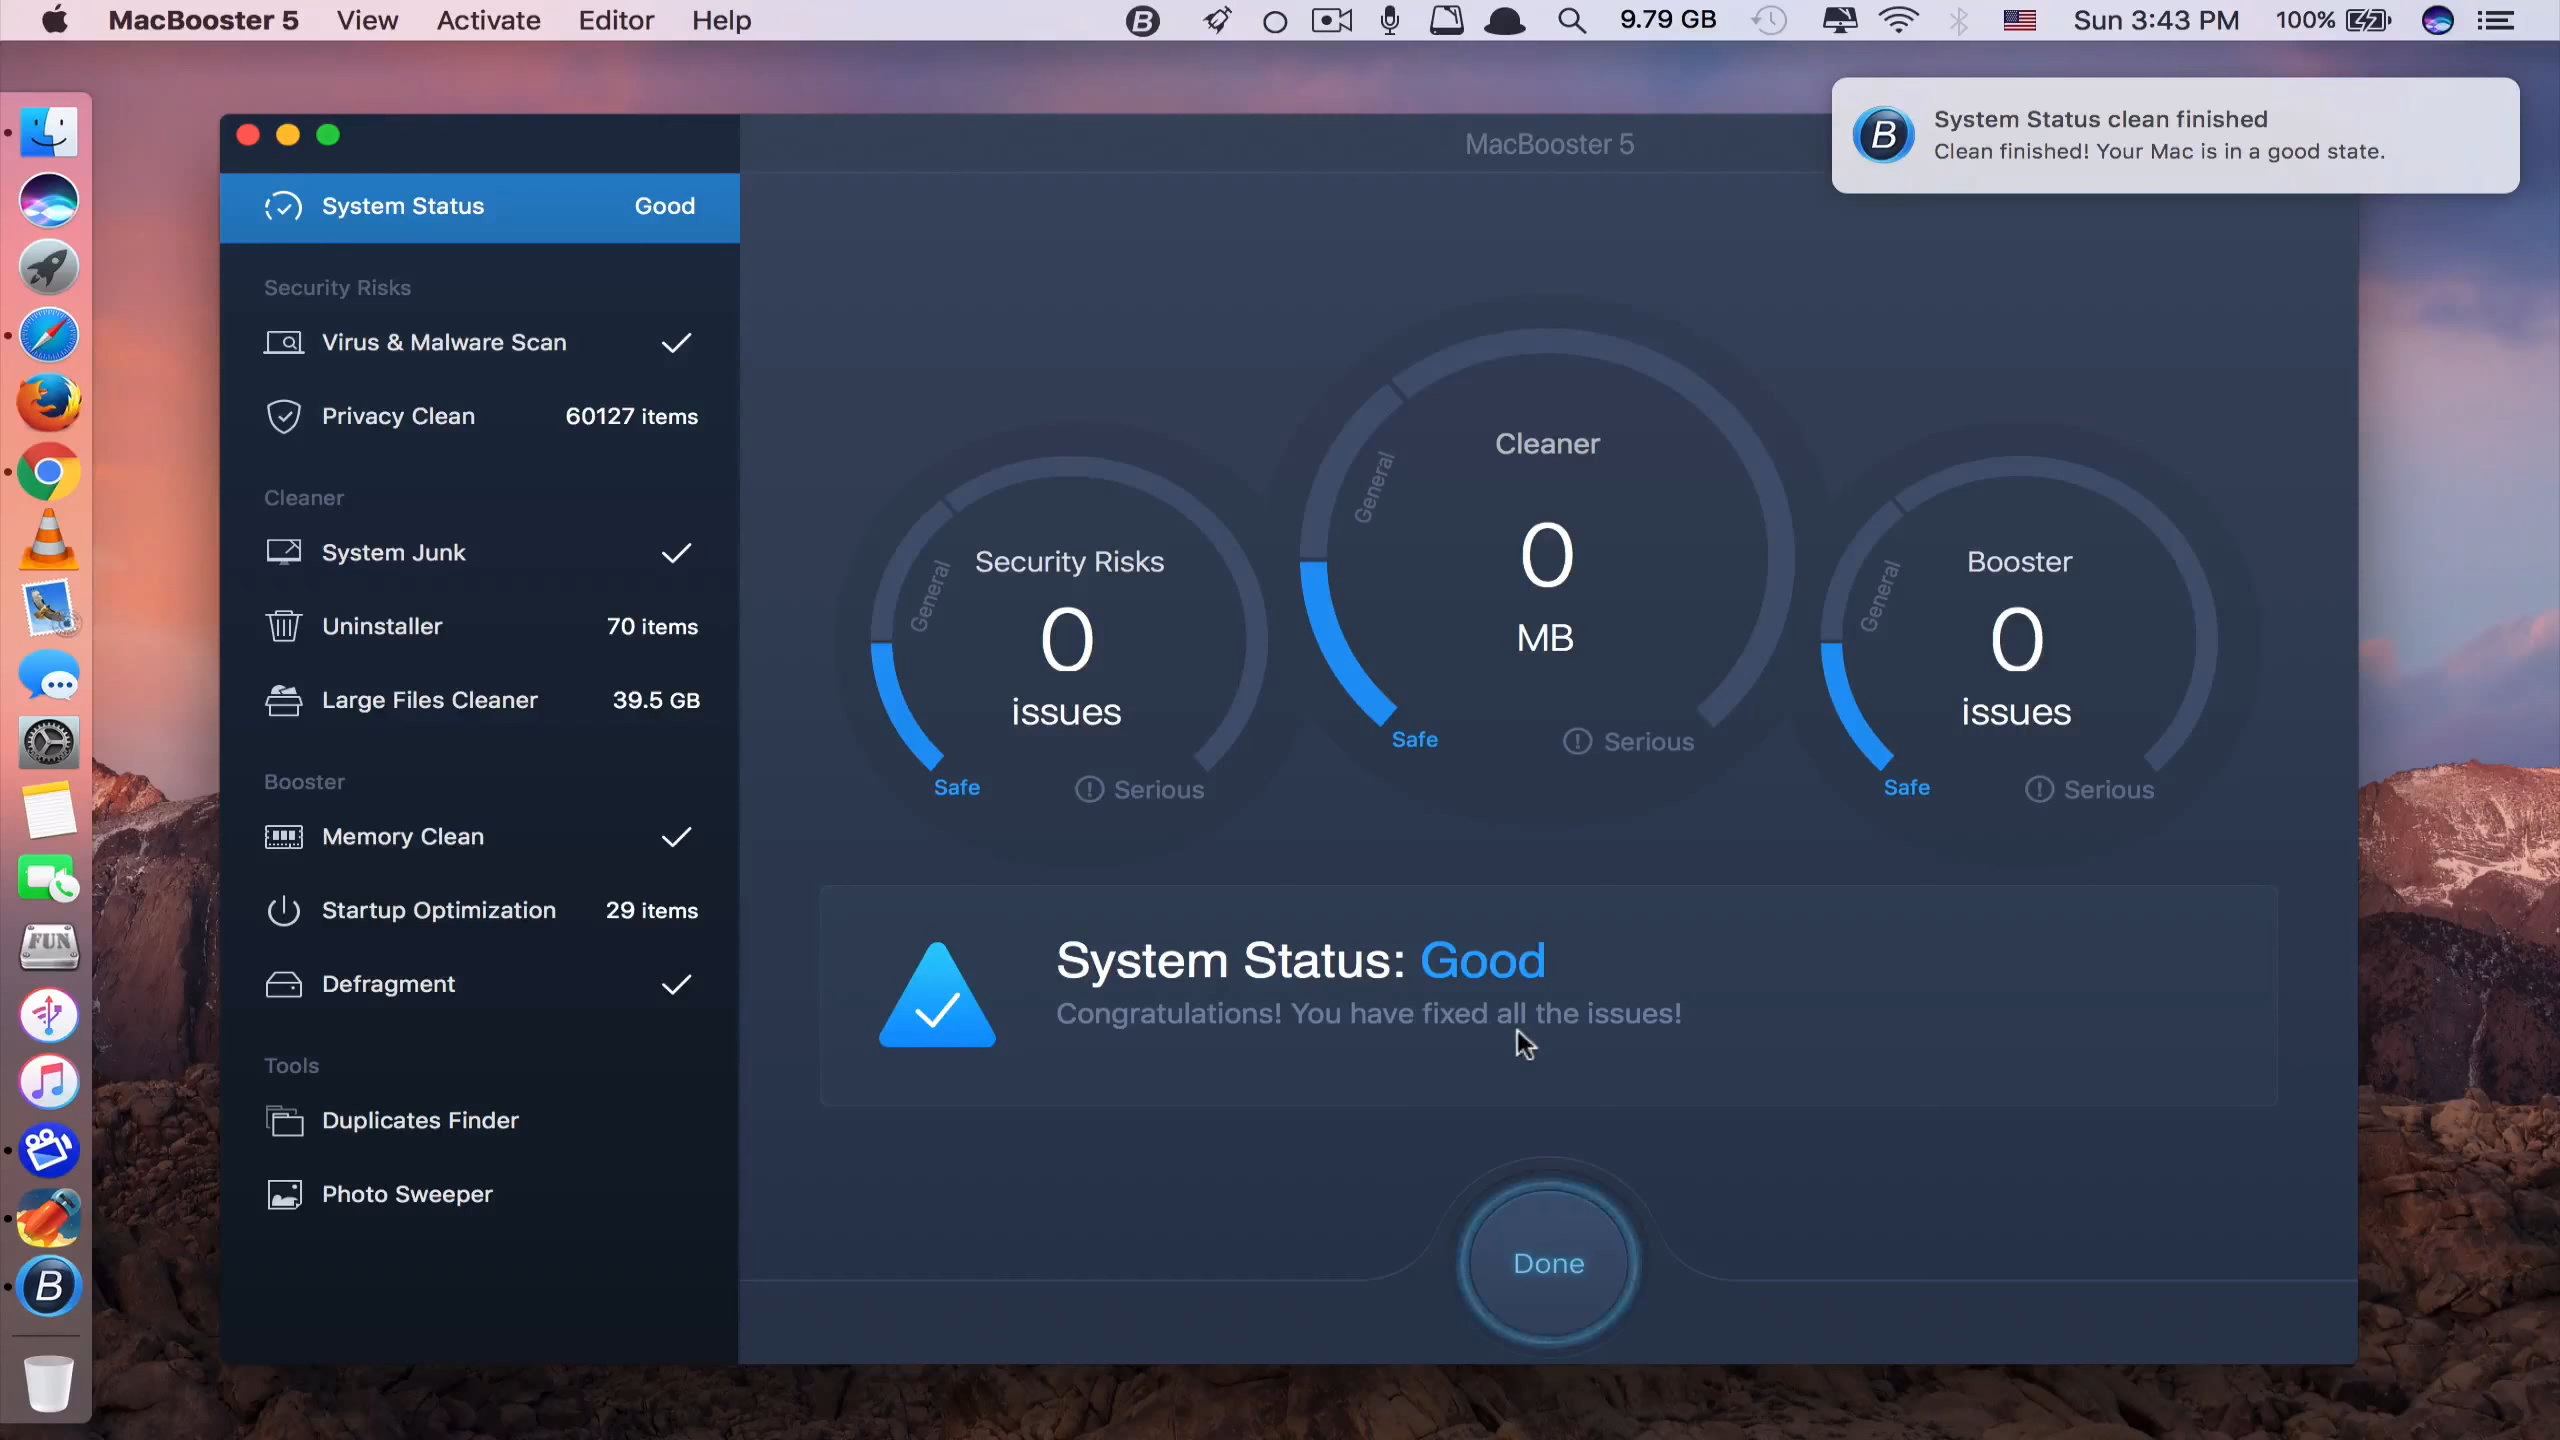 MacBooster 5 View Activate Editor Help 9.79 GB Sun 3:43 PM 100%
System Status clean finished
Clean finished! Your Mac is in a good state.
MacBooster 5
System Status Good
Security Risks
Virus & Malware Scan
Privacy Clean 60127 items
Cleaner
System Junk
Uninstaller 70 items
Large Files Cleaner 39.5 GB
Booster
Memory Clean
Startup Optimization 29 items
Defragment
Tools
Duplicates Finder
Photo Sweeper
General
Security Risks
0
issues
Safe
Serious
General
Cleaner
0
MB
Safe
Serious
General
Booster
0
issues
Safe
Serious
System Status: Good
Congratulations! You have fixed all the issues!
Done
FUN
B
B
B